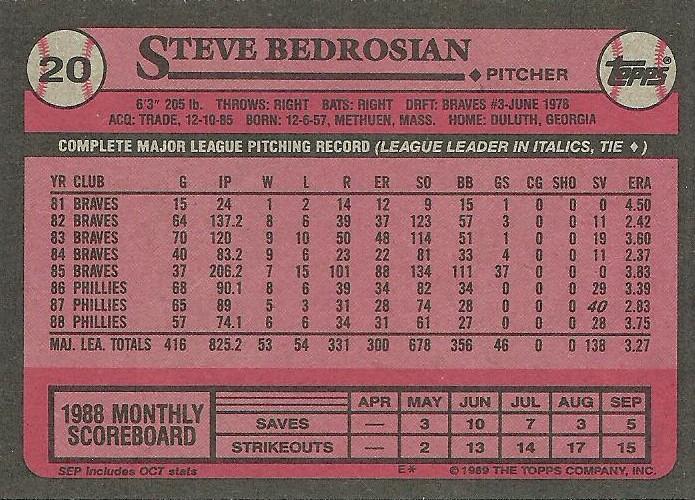 20
STEVE BEDROSIAN
♦ PITCHER
TOPPS®
6'3" 205 lb. THROWS: RIGHT BATS: RIGHT DRFT: BRAVES #3-JUNE 1978
ACQ: TRADE, 12-10-85 BORN: 12-6-57, METHUEN, MASS. HOME: DULUTH, GEORGIA
COMPLETE MAJOR LEAGUE PITCHING RECORD (LEAGUE LEADER IN ITALICS, TIE ♦)
YR CLUB G IP W L R ER SO BB GS CG SHO SV ERA
81 BRAVES 15 24 1 2 14 12 9 15 1 0 0 0 4.50
82 BRAVES 64 137.2 8 6 39 37 123 57 3 0 0 11 2.42
83 BRAVES 70 120 9 10 50 48 114 51 1 0 0 19 3.60
84 BRAVES 40 83.2 9 6 23 22 81 33 4 0 0 11 2.37
85 BRAVES 37 206.2 7 15 101 88 134 111 37 0 0 0 3.83
86 PHILLIES 68 90.1 8 6 39 34 82 34 0 0 0 29 3.39
87 PHILLIES 65 89 5 3 31 28 74 28 0 0 0 40 2.83
88 PHILLIES 57 74.1 6 6 34 31 61 27 0 0 0 28 3.75
MAJ. LEA. TOTALS 416 825.2 53 54 331 300 678 356 46 0 0 138 3.27
1988 MONTHLY SCOREBOARD
APR MAY JUN JUL AUG SEP
SAVES — 3 10 7 3 5
STRIKEOUTS — 2 13 14 17 15
SEP includes OCT stats
E*
© 1989 THE TOPPS COMPANY, INC.